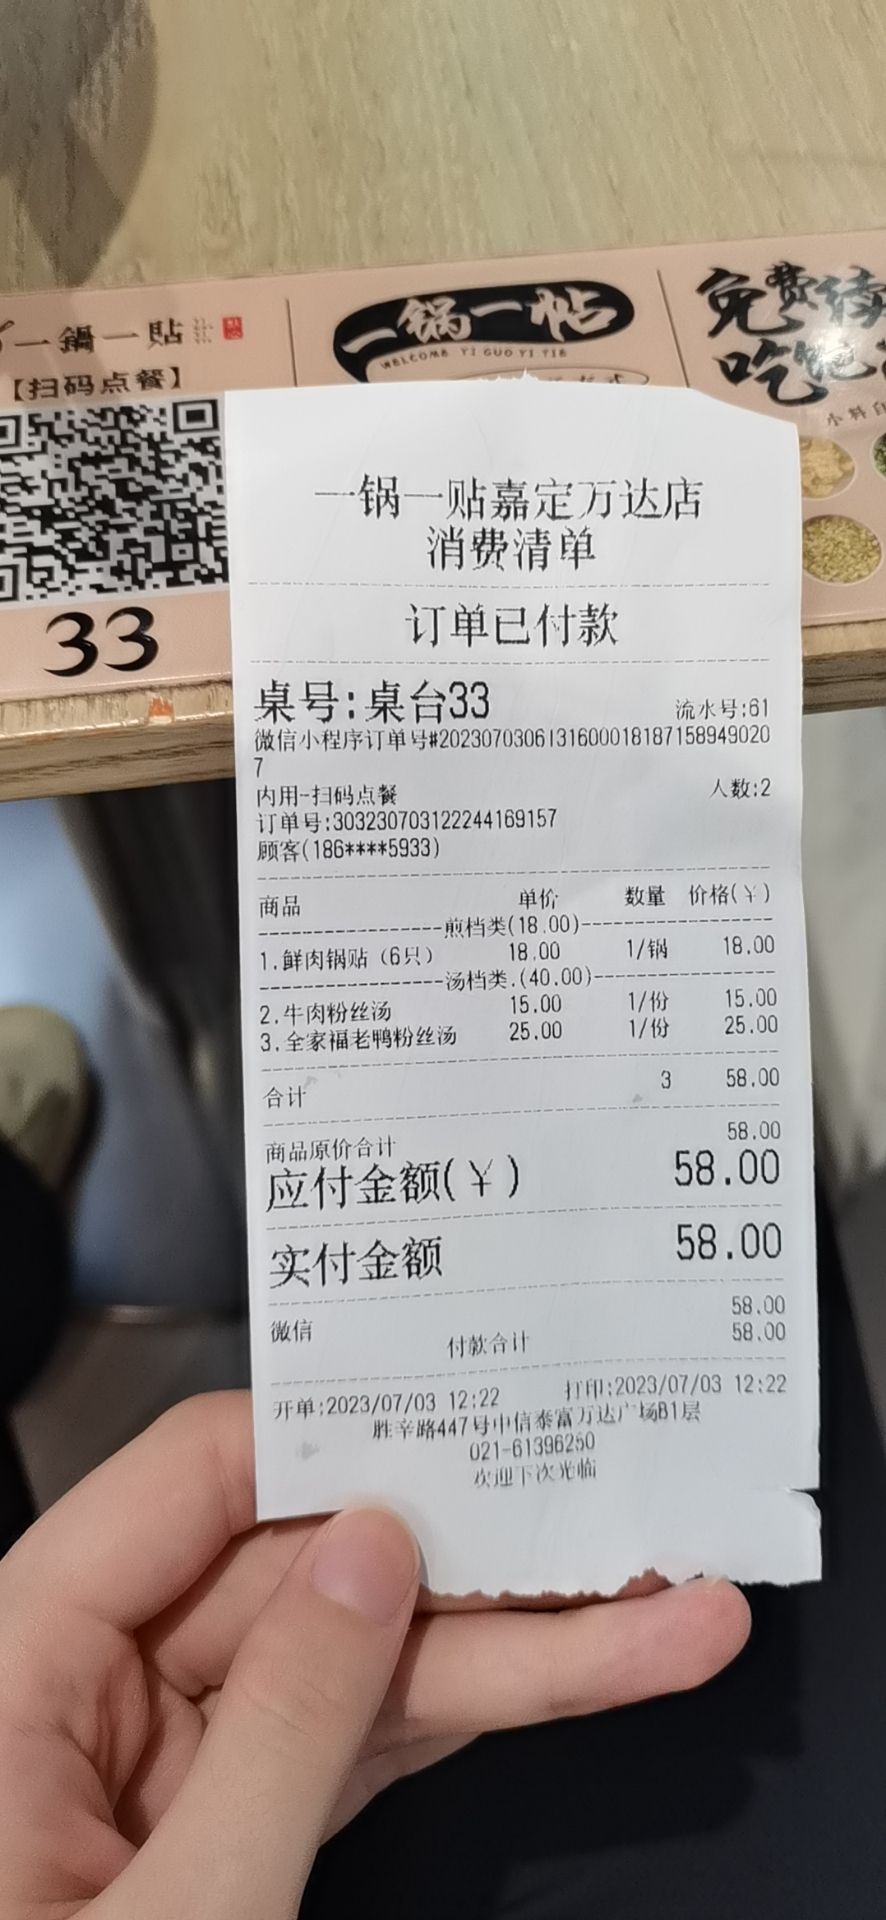 一鍋一貼
【扫码点餐】
33
一锅一帖
WELCOME YI GUO YI TIE
免费续
吃饱
小料自
一锅一贴嘉定万达店
消费清单
订单已付款
桌号:桌台33
流水号:61
微信小程序订单号#2023070306131600018187158949020
7
内用-扫码点餐 人数:2
订单号:303230703122244169157
顾客(186****5933)
商品 单价 数量 价格(¥)
煎档类(18.00)
1.鲜肉锅贴（6只） 18.00 1/锅 18.00
汤档类.(40.00)
2.牛肉粉丝汤 15.00 1/份 15.00
3.全家福老鸭粉丝汤 25.00 1/份 25.00
合计 3 58.00
商品原价合计 58.00
应付金额(¥) 58.00
实付金额 58.00
微信 58.00
付款合计 58.00
开单:2023/07/03 12:22 打印:2023/07/03 12:22
胜辛路447号中信泰富万达广场B1层
021-61396250
欢迎下次光临